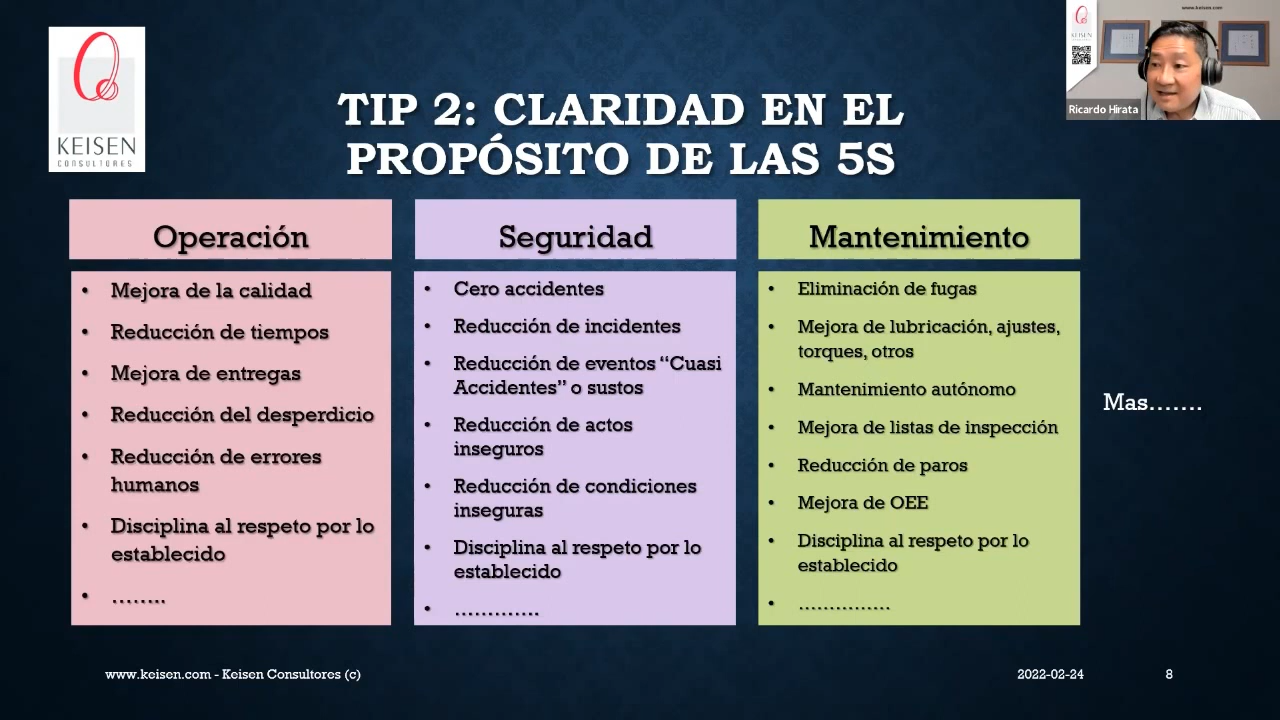 KEISEN
CONSULTORES
TIP 2: CLARIDAD EN EL
PROPÓSITO DE LAS 5S
www.keisen.com
KEISEN
Ricardo Hirata
Operación
• Mejora de la calidad
• Reducción de tiempos
• Mejora de entregas
• Reducción del desperdicio
• Reducción de errores
humanos
• Disciplina al respeto por lo
establecido
• ........
Seguridad
• Cero accidentes
• Reducción de incidentes
• Reducción de eventos “Cuasi
Accidentes” o sustos
• Reducción de actos
inseguros
• Reducción de condiciones
inseguras
• Disciplina al respeto por lo
establecido
• .............
Mantenimiento
• Eliminación de fugas
• Mejora de lubricación, ajustes,
torques, otros
• Mantenimiento autónomo
• Mejora de listas de inspección
• Reducción de paros
• Mejora de OEE
• Disciplina al respeto por lo
establecido
• ...............
Mas.......
www.keisen.com - Keisen Consultores (c)
2022-02-24
8